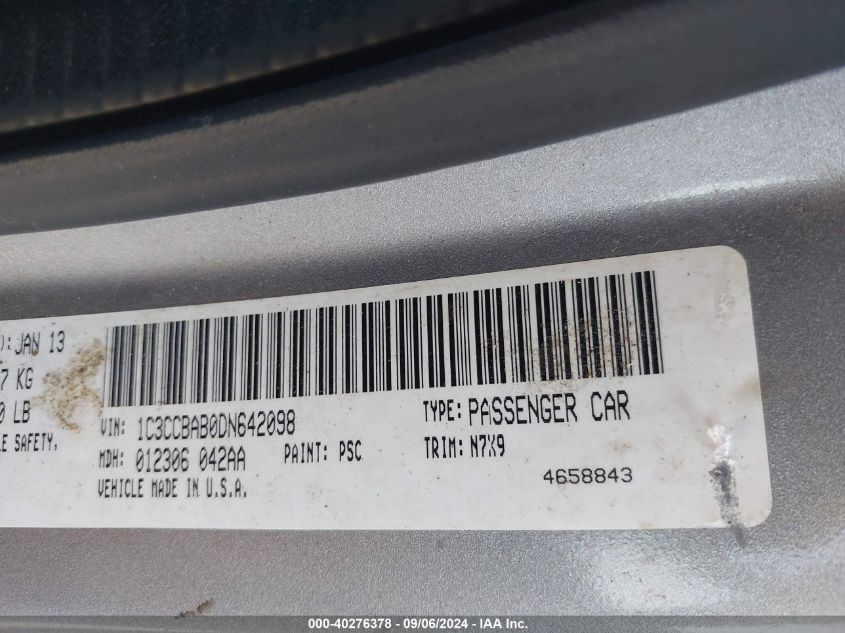 ): JAN 13
7 KG
0 LB
LE SAFETY,
VIN: 1C3CCBAB0DN642098
TYPE: PASSENGER CAR
MDH: 012306 042AA
PAINT: PSC
TRIM: N7X9
VEHICLE MADE IN U.S.A.
4658843
000-40276378 - 09/06/2024 - IAA Inc.